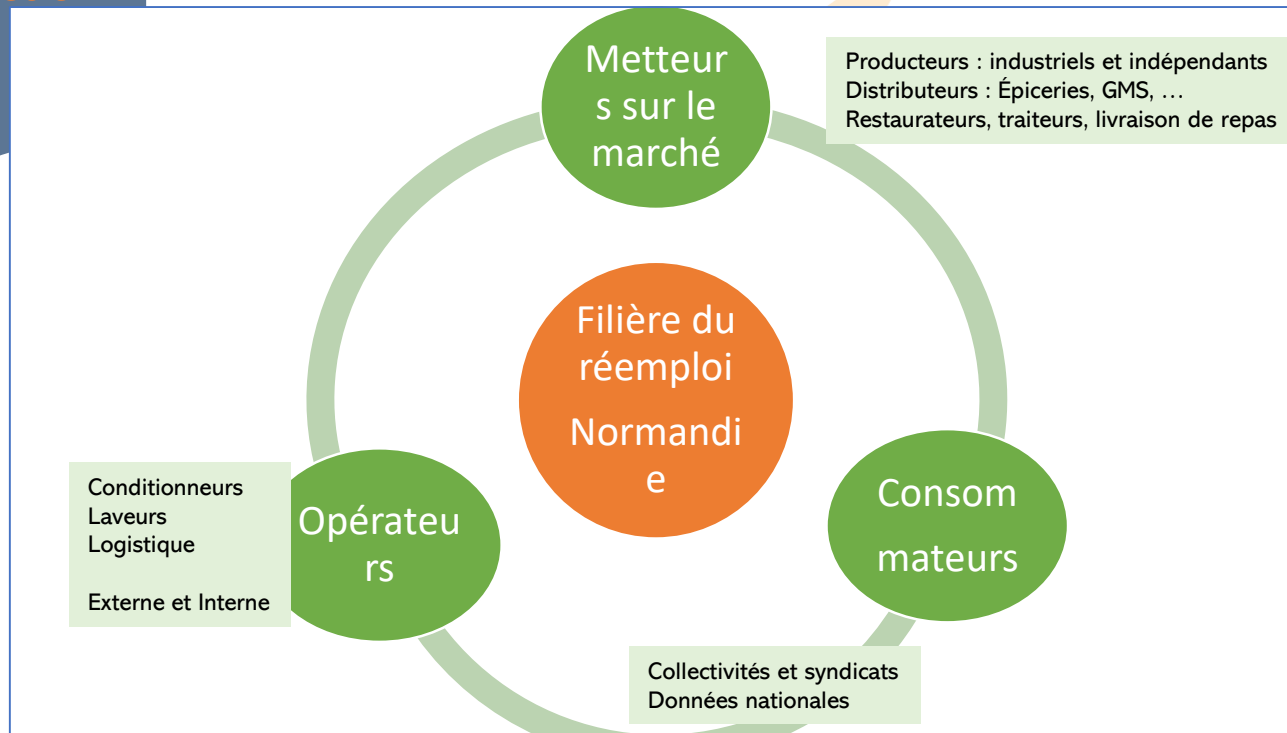 Metteur
s sur le
marché
Producteurs : industriels et indépendants
Distributeurs : Épiceries, GMS, …
Restaurateurs, traiteurs, livraison de repas
Filière du
réemploi
Normandi
e
Conditionneurs
Laveurs
Logistique
Externe et Interne
Opérateu
rs
Consom
mateurs
Collectivités et syndicats
Données nationales